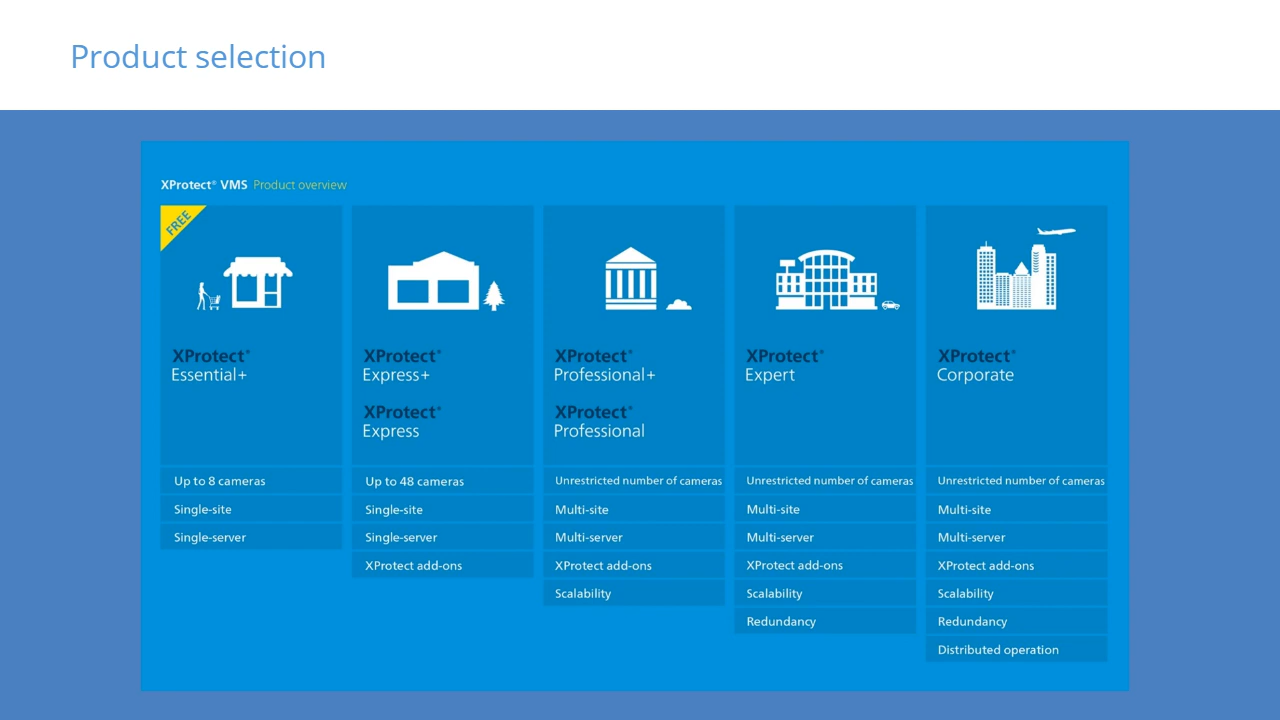 Product selection
XProtect® VMS Product overview
FREE
XProtect®
Essential+
Up to 8 cameras
Single-site
Single-server
XProtect®
Express+
XProtect®
Express
Up to 48 cameras
Single-site
Single-server
XProtect add-ons
XProtect®
Professional+
XProtect®
Professional
Unrestricted number of cameras
Multi-site
Multi-server
XProtect add-ons
Scalability
XProtect®
Expert
Unrestricted number of cameras
Multi-site
Multi-server
XProtect add-ons
Scalability
Redundancy
XProtect®
Corporate
Unrestricted number of cameras
Multi-site
Multi-server
XProtect add-ons
Scalability
Redundancy
Distributed operation